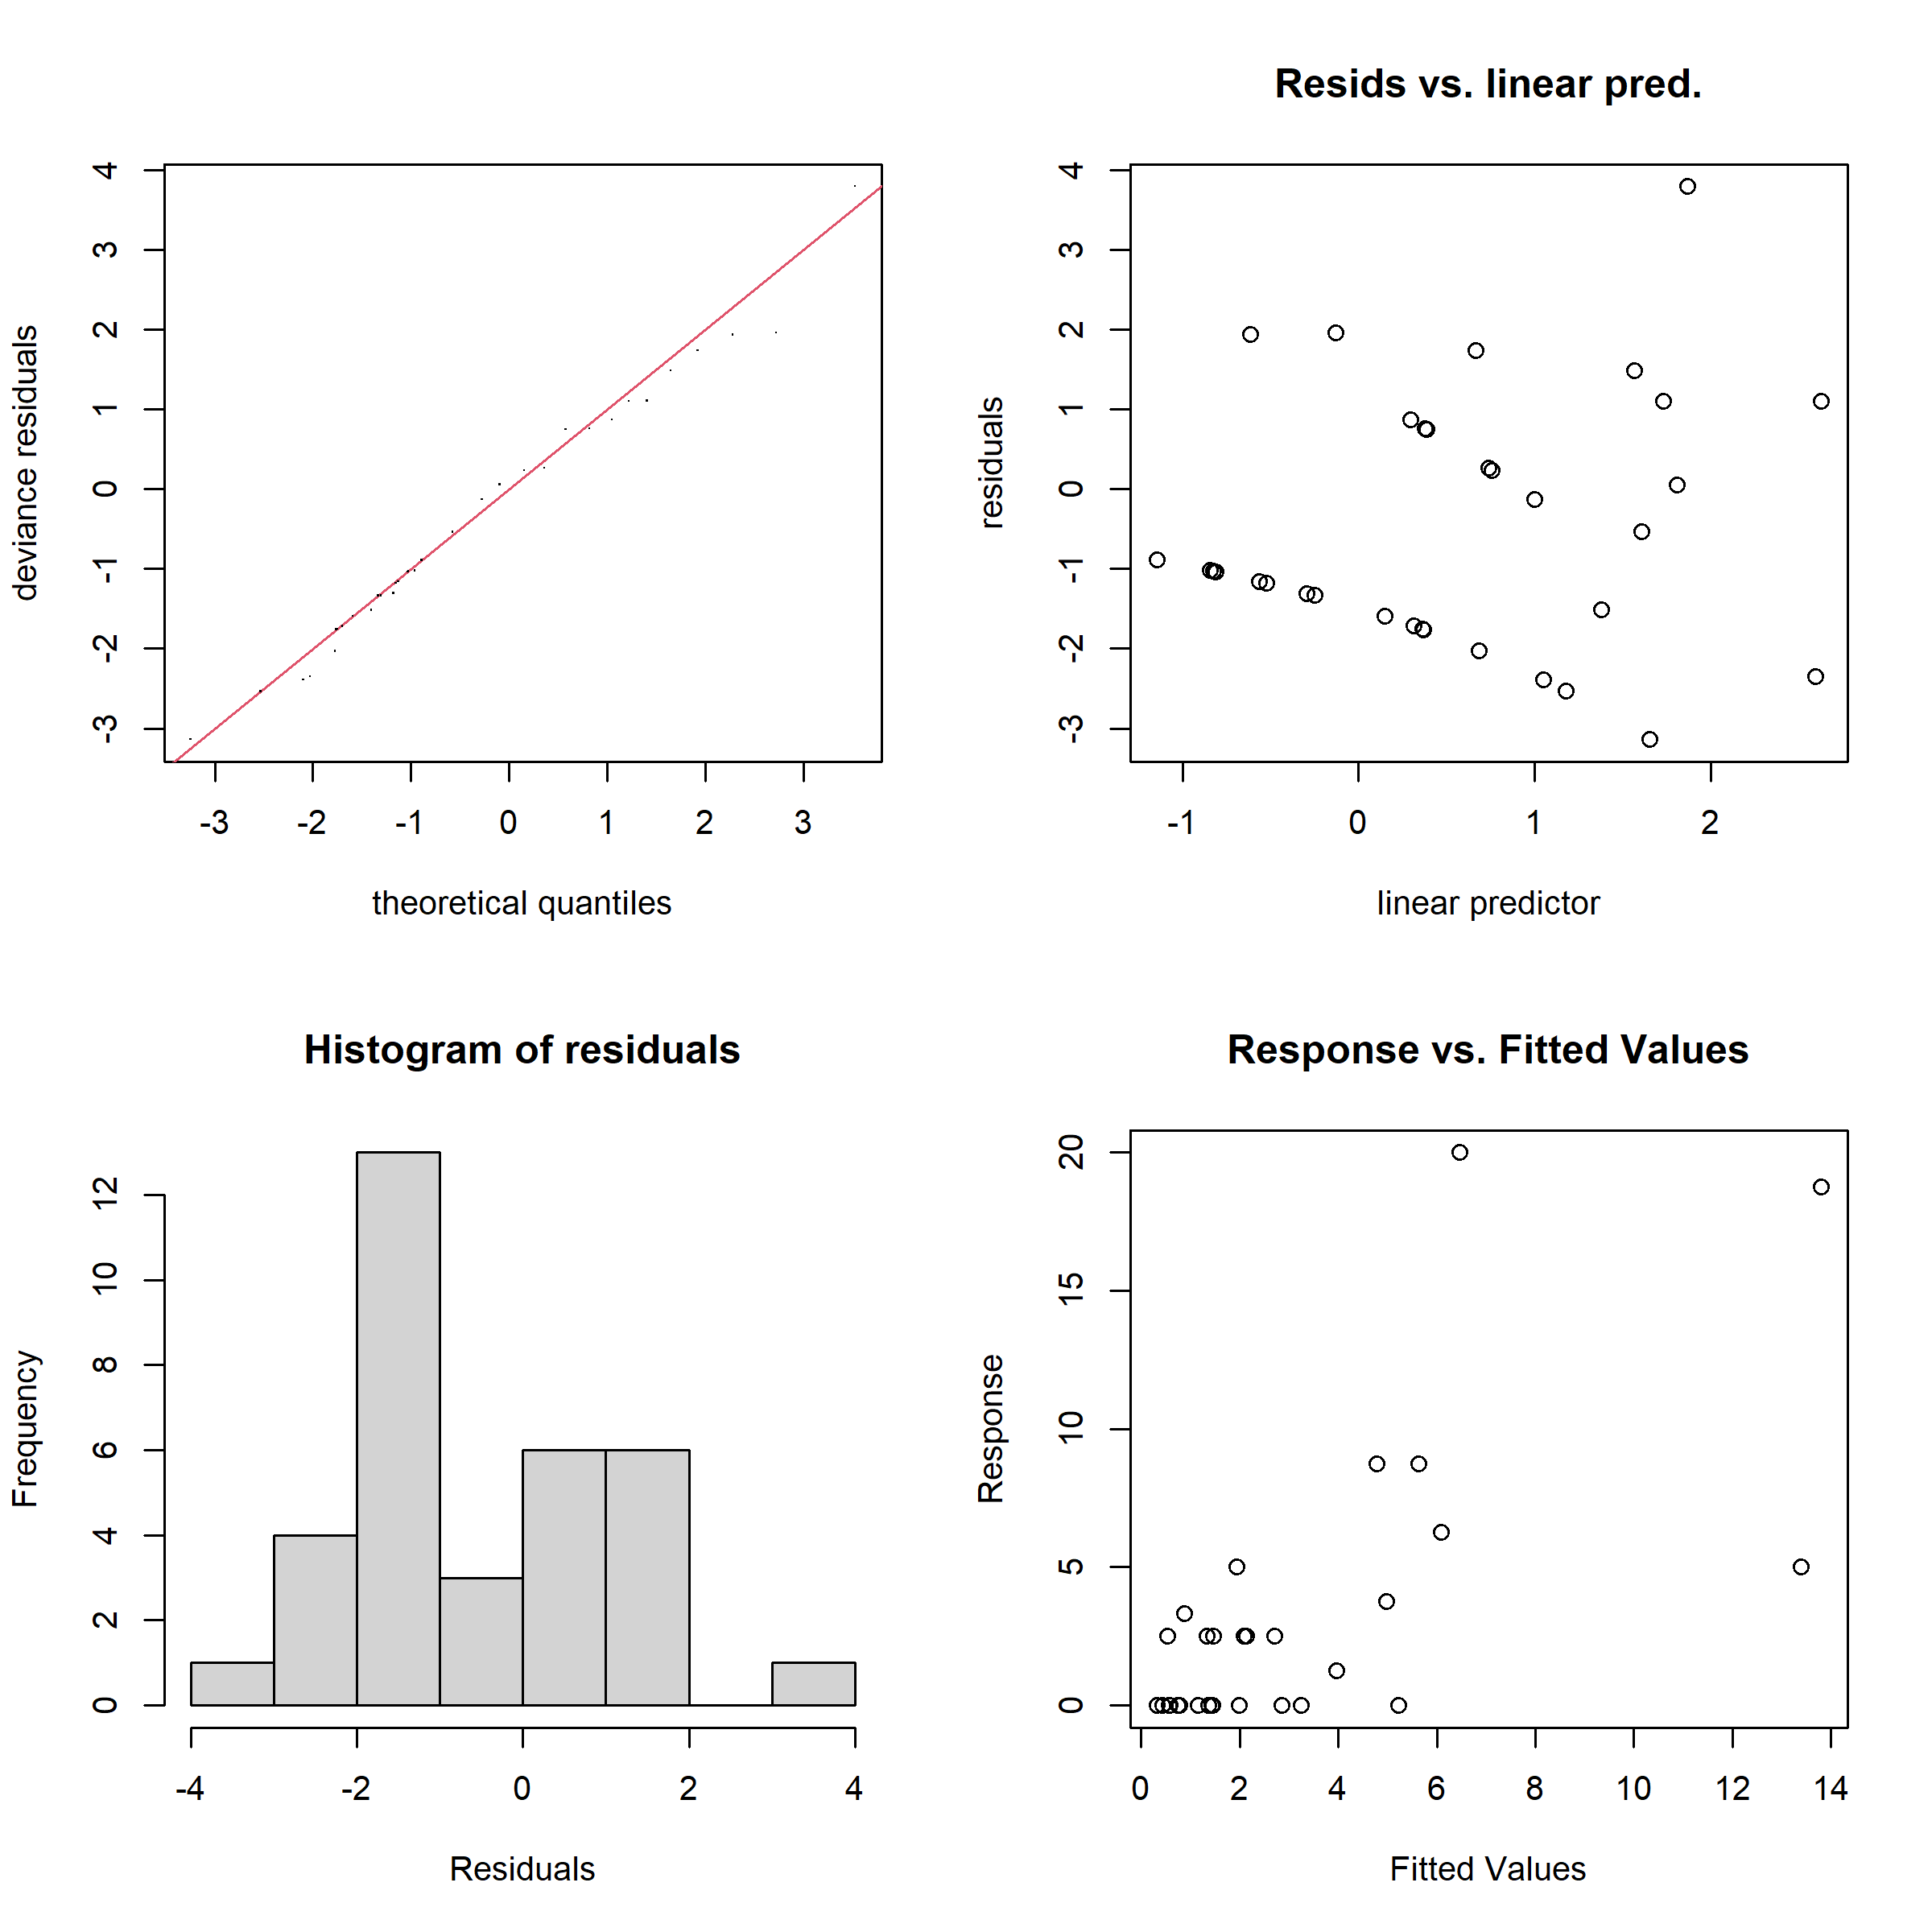 deviance residuals
4
3
2
1
0
-1
-2
-3
-3 -2 -1 0 1 2 3
theoretical quantiles
Resids vs. linear pred.
residuals
4
3
2
1
0
-1
-2
-3
-1 0 1 2
linear predictor
Histogram of residuals
Frequency
12
10
8
6
4
2
0
-4 -2 0 2 4
Residuals
Response vs. Fitted Values
Response
20
15
10
5
0
0 2 4 6 8 10 12 14
Fitted Values